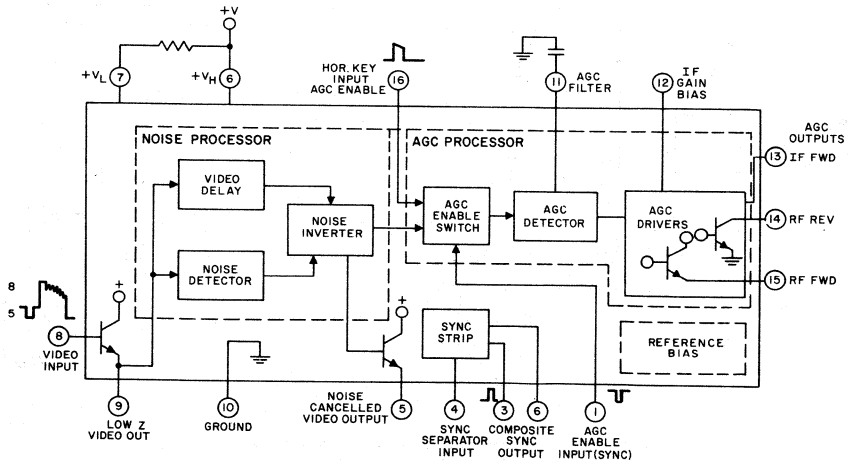 +V
+VL 7
+VH 6
HOR. KEY
INPUT
AGC ENABLE
16
11 AGC
FILTER
12 IF
GAIN
BIAS
AGC
OUTPUTS
13 IF FWD
14 RF REV
15 RF FWD
NOISE PROCESSOR
VIDEO
DELAY
NOISE
DETECTOR
NOISE
INVERTER
AGC PROCESSOR
AGC
ENABLE
SWITCH
AGC
DETECTOR
AGC
DRIVERS
SYNC
STRIP
REFERENCE
BIAS
8
5
+
+
8
VIDEO
INPUT
9
LOW Z
VIDEO OUT
10
GROUND
NOISE
CANCELLED
VIDEO OUTPUT
5
4
SYNC
SEPARATOR
INPUT
3
6
COMPOSITE
SYNC
OUTPUT
1
AGC
ENABLE
INPUT(SYNC)